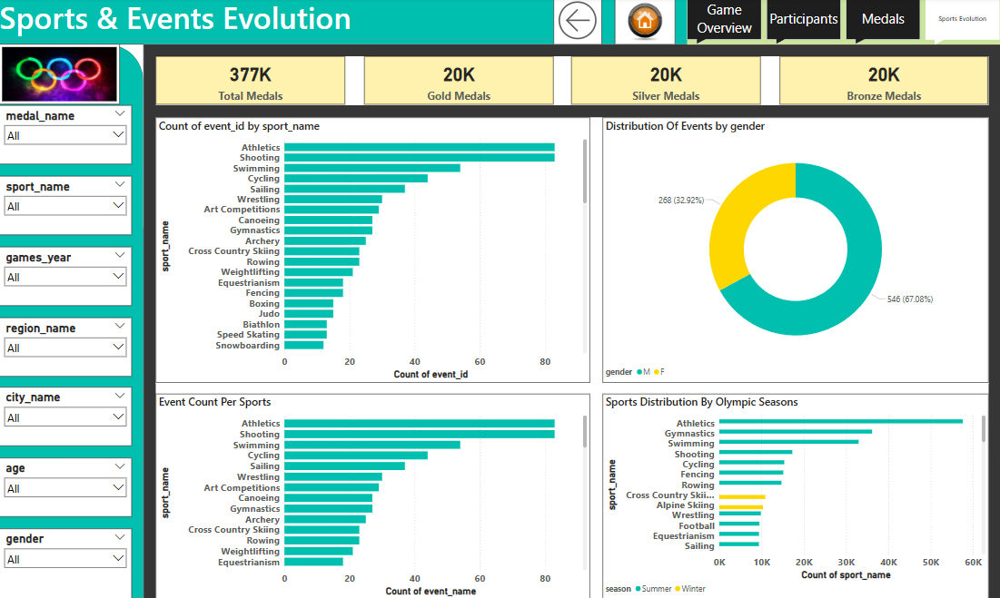 Sports & Events Evolution
Game Overview
Participants
Medals
Sports Evolution
medal_name
All
sport_name
All
games_year
All
region_name
All
city_name
All
age
All
gender
All
377K
Total Medals
20K
Gold Medals
20K
Silver Medals
20K
Bronze Medals
Count of event_id by sport_name
sport_name
Athletics
Shooting
Swimming
Cycling
Sailing
Wrestling
Art Competitions
Canoeing
Gymnastics
Archery
Cross Country Skiing
Rowing
Weightlifting
Equestrianism
Fencing
Boxing
Judo
Biathlon
Speed Skating
Snowboarding
0 20 40 60 80
Count of event_id
Distribution Of Events by gender
268 (32.92%)
546 (67.08%)
gender M F
Event Count Per Sports
sport_name
Athletics
Shooting
Swimming
Cycling
Sailing
Wrestling
Art Competitions
Canoeing
Gymnastics
Archery
Cross Country Skiing
Rowing
Weightlifting
Equestrianism
0 20 40 60 80
Count of event_name
Sports Distribution By Olympic Seasons
sport_name
Athletics
Gymnastics
Swimming
Shooting
Cycling
Fencing
Rowing
Cross Country Skii...
Alpine Skiing
Wrestling
Football
Equestrianism
Sailing
0K 10K 20K 30K 40K 50K 60K
Count of sport_name
season Summer Winter